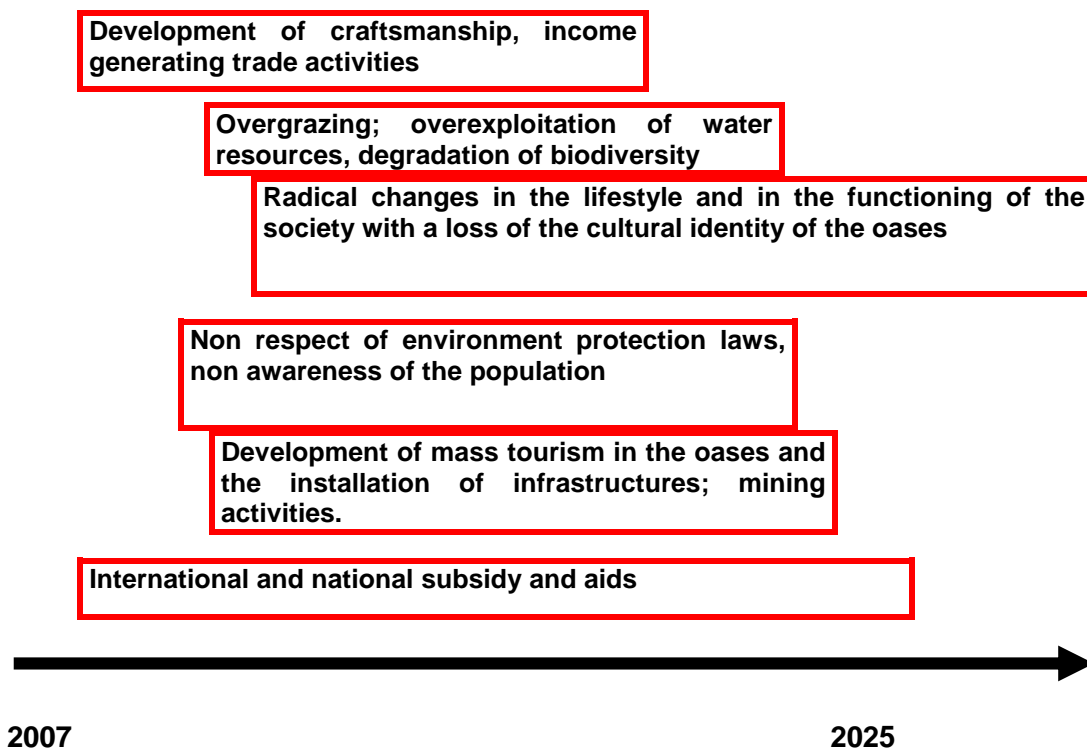 Development of craftsmanship, income
generating trade activities
Overgrazing; overexploitation of water
resources, degradation of biodiversity
Radical changes in the lifestyle and in the functioning of the
society with a loss of the cultural identity of the oases
Non respect of environment protection laws,
non awareness of the population
Development of mass tourism in the oases and
the installation of infrastructures; mining
activities.
International and national subsidy and aids
2007 2025